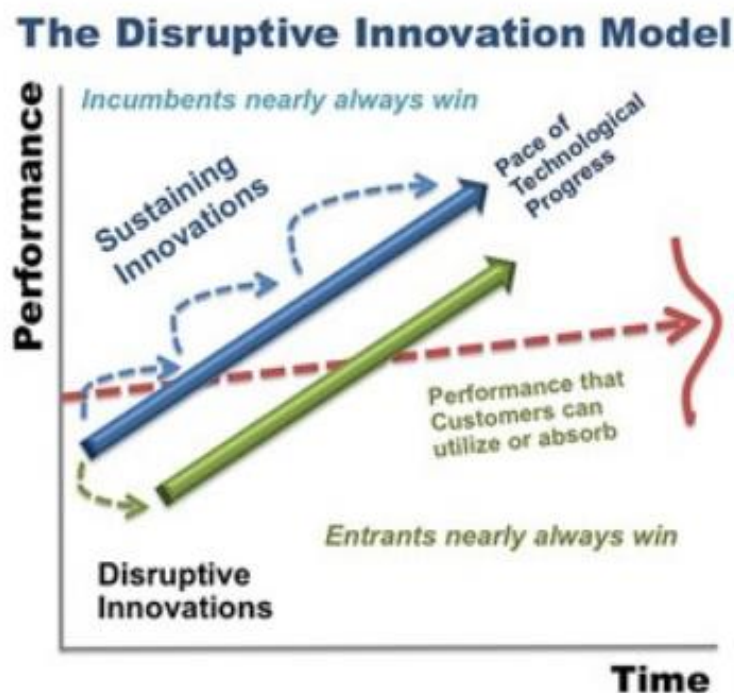 The Disruptive Innovation Model
Performance
Incumbents nearly always win
Sustaining
Innovations
Pace of
Technological
Progress
Performance that
Customers can
utilize or absorb
Entrants nearly always win
Disruptive
Innovations
Time